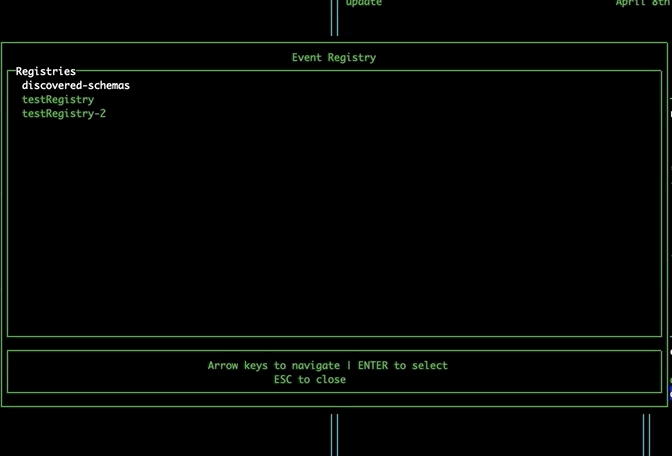 update April 8th
Event Registry
Registries
discovered-schemas
testRegistry
testRegistry-2
Arrow keys to navigate | ENTER to select
ESC to close